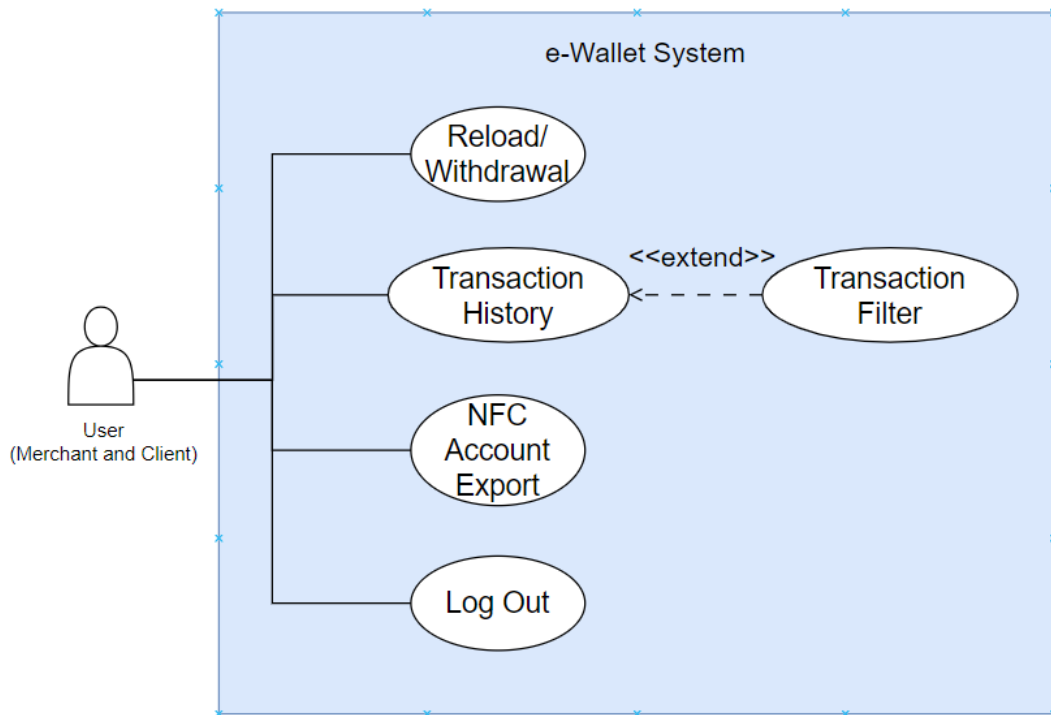 e-Wallet System
Reload/
Withdrawal
<<extend>>
Transaction
History
Transaction
Filter
User
(Merchant and Client)
NFC
Account
Export
Log Out